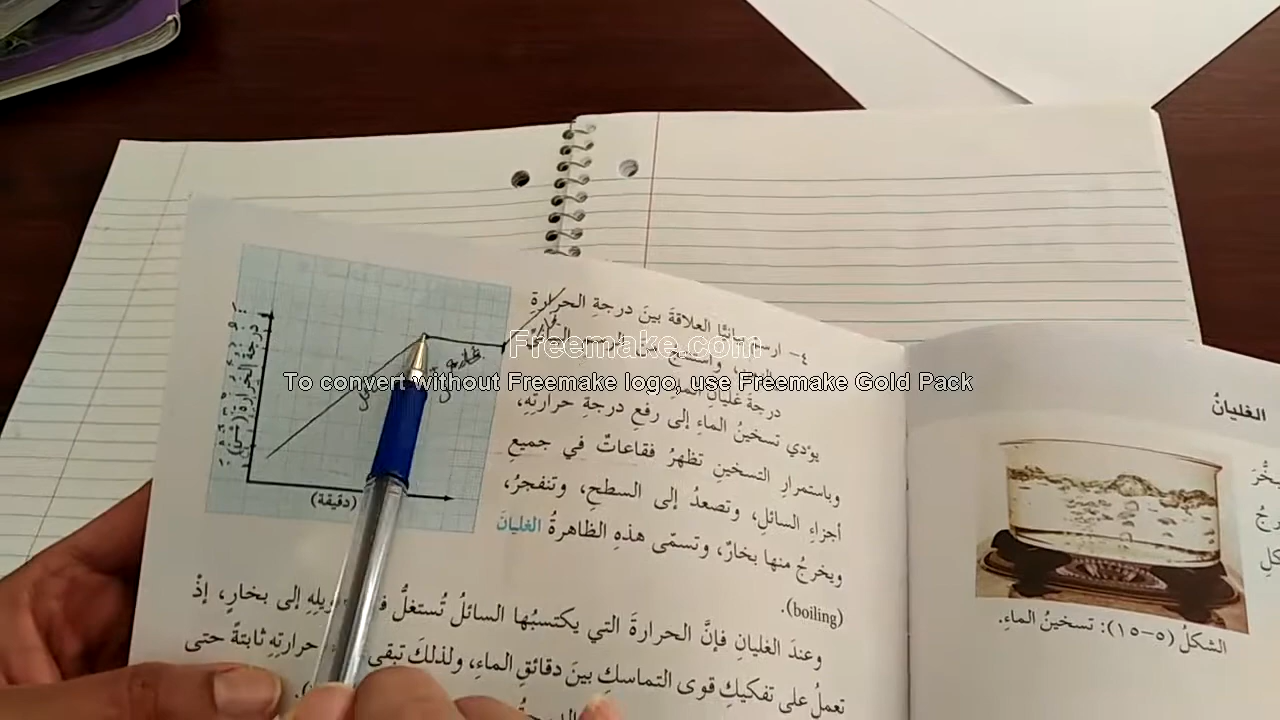 ٤- ارسم بيانيًّا العلاقةَ بينَ درجةِ الحرارةِ
درجةَ غليانِ
يؤدي تسخينُ الماءِ إلى رفعِ درجةِ حرارتِهِ،
وباستمرارِ التسخينِ تظهرُ فقاعاتٌ في جميعِ
أجزاءِ السائلِ، وتصعدُ إلى السطحِ، وتنفجرُ،
ويخرجُ منها بخارٌ، وتسمّى هذهِ الظاهرةُ الغليانَ
(boiling).
وعندَ الغليانِ فإنَّ الحرارةَ التي يكتسبُها السائلُ تُستغلُّ إلى بخارٍ، إذْ
تعملُ على تفكيكِ قوى التماسكِ بينَ دقائقِ الماءِ، ولذلكَ تبقى حرارتِهِ ثابتةً حتى
درجةُ الحرارةِ (°س)
(دقيقة)
الغليانُ
الشكلُ (٥-١٥): تسخينُ الماءِ.
Freemake.com
To convert without Freemake logo, use Freemake Gold Pack